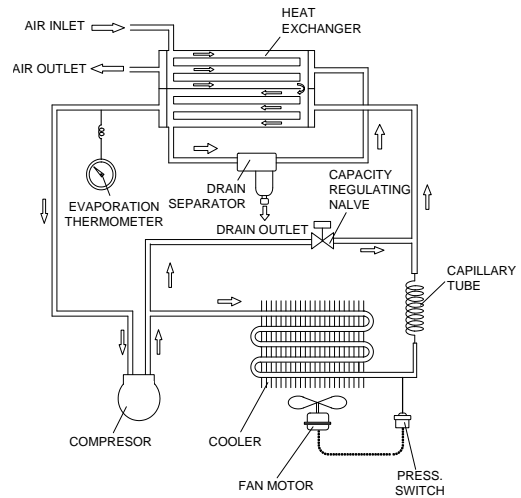 HEAT
EXCHANGER
AIR INLET
AIR OUTLET
DRAIN
SEPARATOR
CAPACITY
REGULATING
NALVE
EVAPORATION
THERMOMETER
DRAIN OUTLET
CAPILLARY
TUBE
COMPRESOR
COOLER
FAN MOTOR
PRESS.
SWITCH